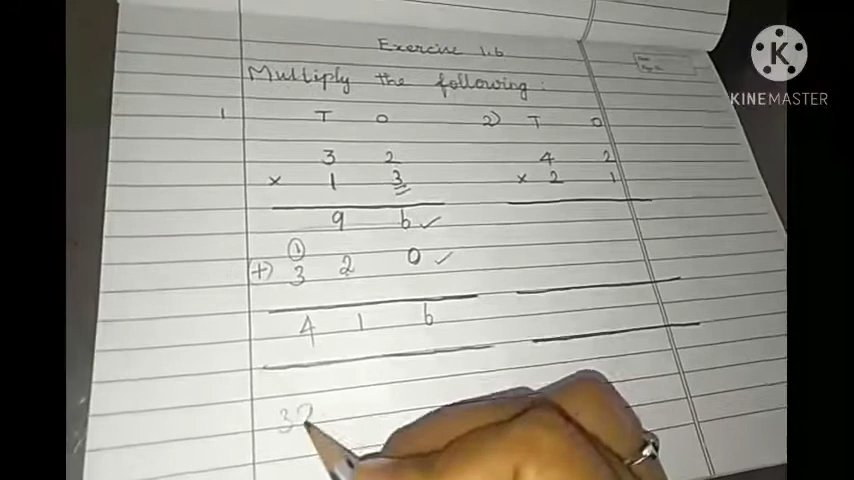 Exercise 1.6
Multiply the following :
1 T O 2) T O
3 2 4 2
× 1 3 × 2 1
9 6 ✓
1
(+) 3 2 0 ✓
4 1 6
32
K
KINEMASTER